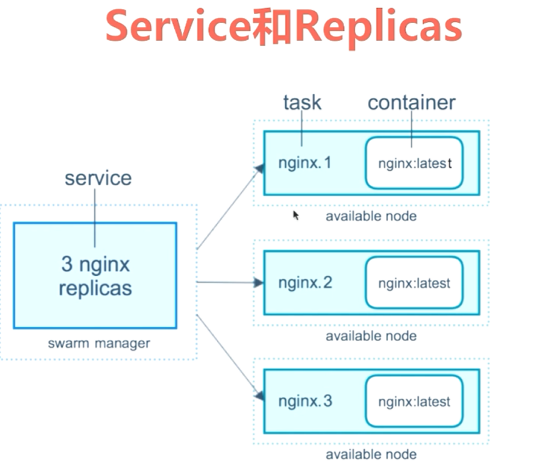 Service和Replicas
task
container
nginx.1
nginx:latest
available node
service
3 nginx
replicas
swarm manager
nginx.2
nginx:latest
available node
nginx.3
nginx:latest
available node